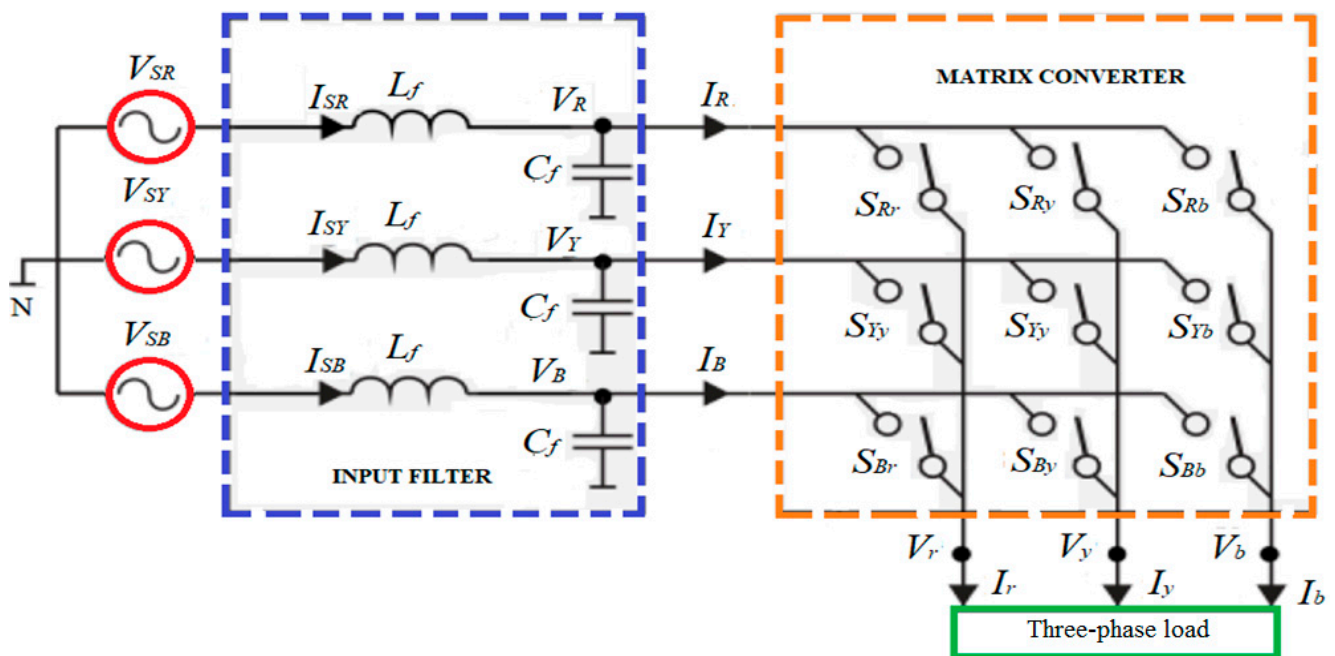 V_SR
I_SR
L_f
V_R
I_R
MATRIX CONVERTER
C_f
S_Rr
S_Ry
S_Rb
V_SY
I_SY
L_f
V_Y
I_Y
N
C_f
S_Yy
S_Yy
S_Yb
V_SB
I_SB
L_f
V_B
I_B
C_f
S_Br
S_By
S_Bb
INPUT FILTER
V_r
V_y
V_b
I_r
I_y
I_b
Three-phase load